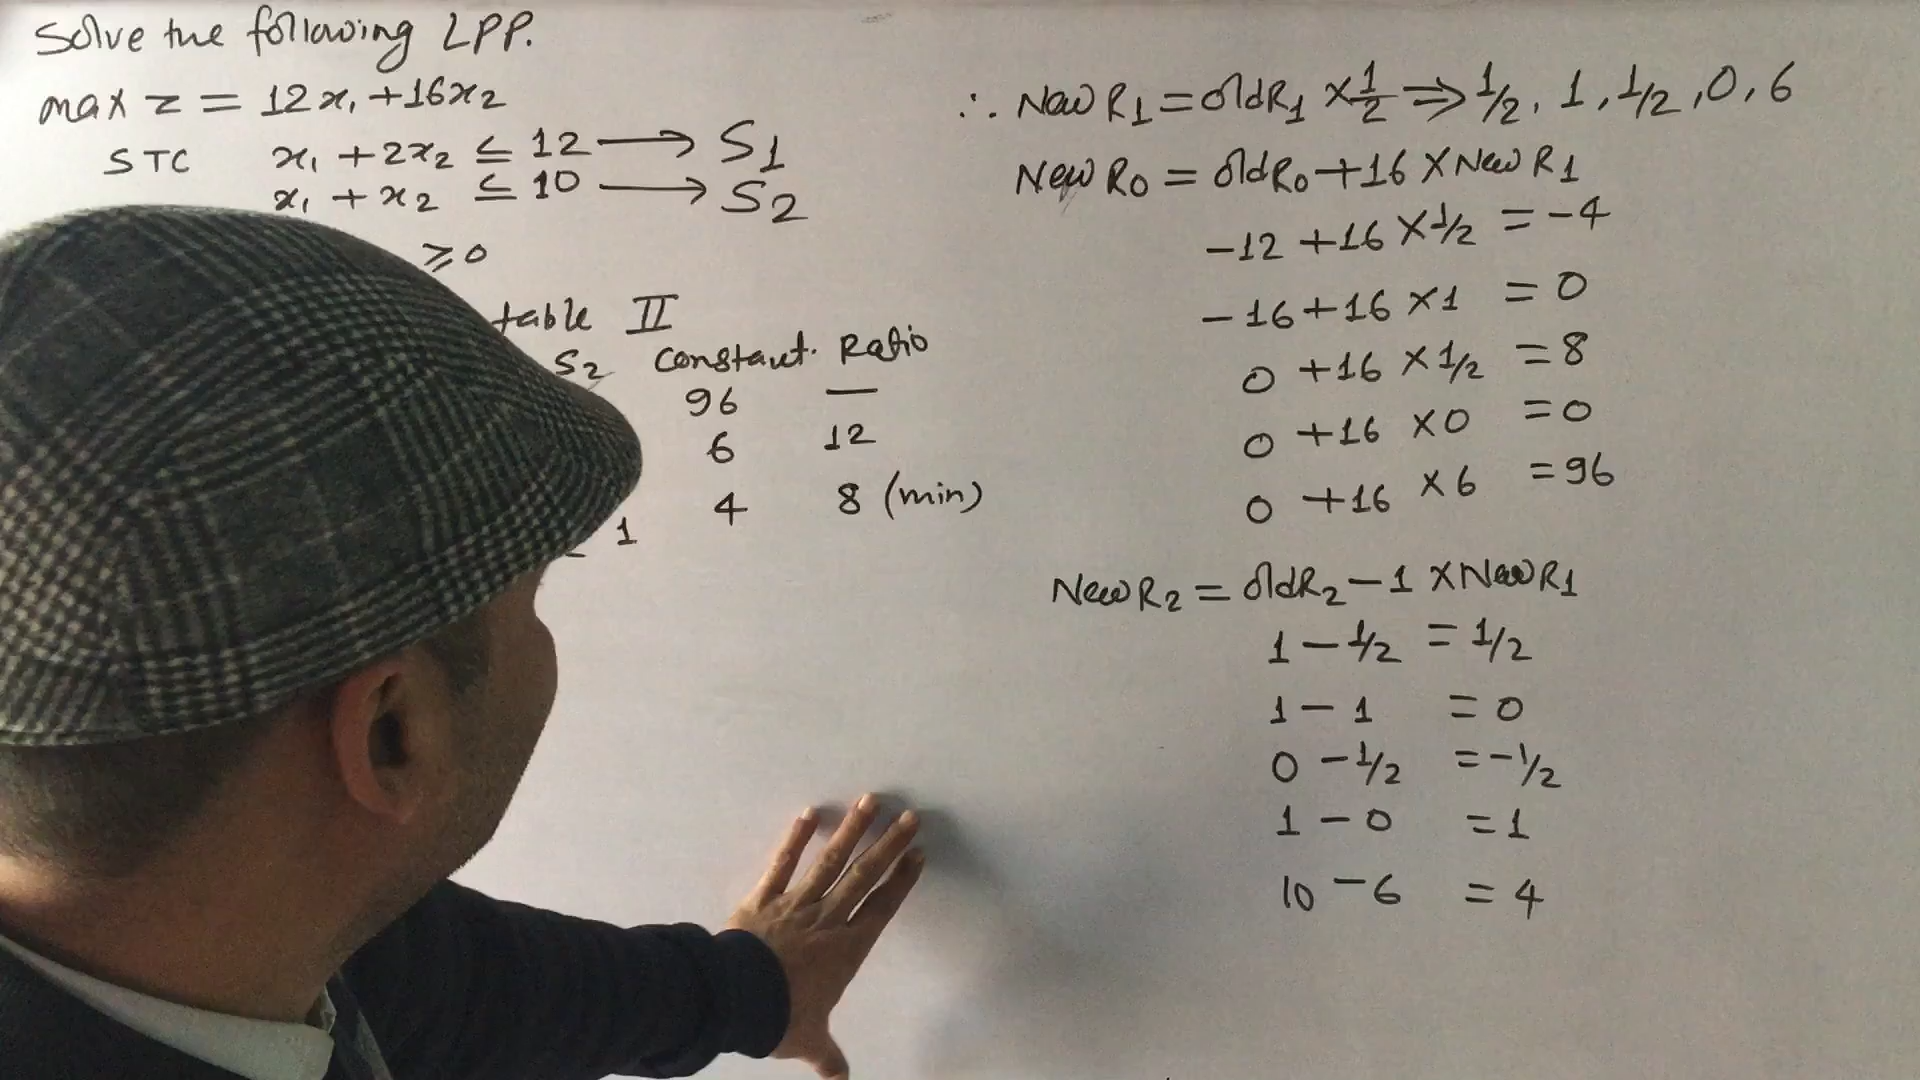 Solve the following LPP.
max z = 12x₁ + 16x₂
STC x₁ + 2x₂ ≤ 12 ⟶ S1
x₁ + x₂ ≤ 10 ⟶ S2
≥ 0
table II
S₂ Constant. Ratio
96 —
6 12
4 8 (min)
1
∴ New R1 = old R1 × 1/2 ⇒ 1/2, 1, 1/2, 0, 6
New R0 = old R0 + 16 × New R1
-12 + 16 × 1/2 = -4
-16 + 16 × 1 = 0
0 + 16 × 1/2 = 8
0 + 16 × 0 = 0
0 + 16 × 6 = 96
New R2 = old R2 - 1 × New R1
1 - 1/2 = 1/2
1 - 1 = 0
0 - 1/2 = -1/2
1 - 0 = 1
10 - 6 = 4